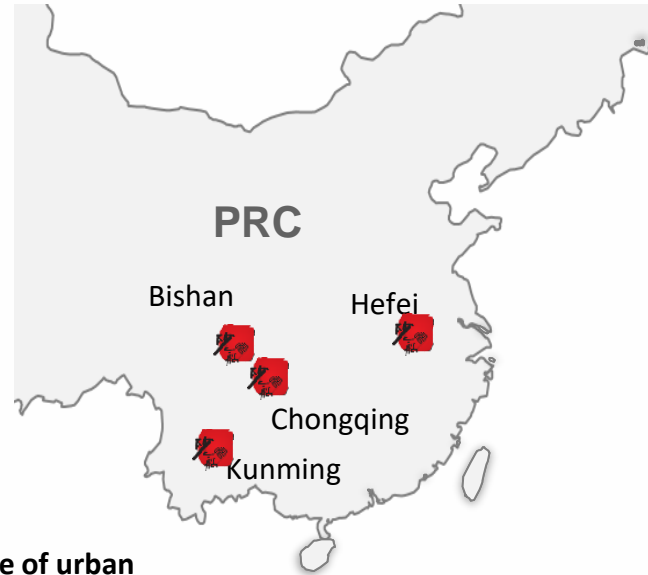 PRC
Bishan
Hefei
Chongqing
Kunming
e of urban